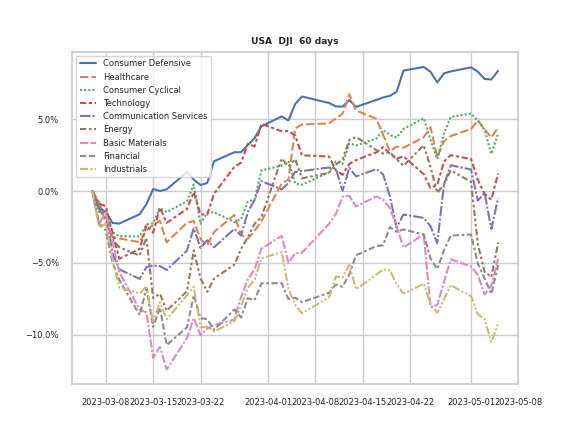 USA DJI 60 days
Consumer Defensive
Healthcare
Consumer Cyclical
Technology
Communication Services
Energy
Basic Materials
Financial
Industrials
5.0%
0.0%
−5.0%
−10.0%
2023-03-08 2023-03-15 2023-03-22 2023-04-01 2023-04-08 2023-04-15 2023-04-22 2023-05-01 2023-05-08